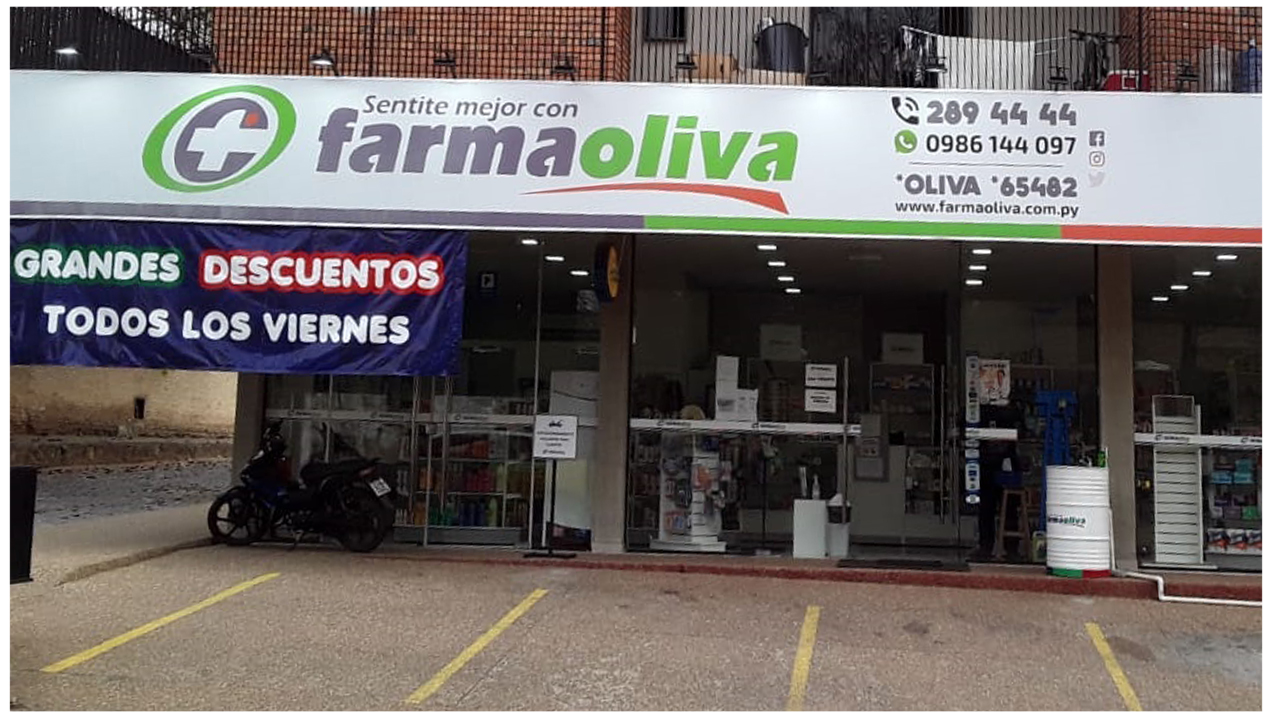 Sentite mejor con
farmaoliva
289 44 44
0986 144 097
*OLIVA *65482
www.farmaoliva.com.py
GRANDES DESCUENTOS
TODOS LOS VIERNES
farmaoliva